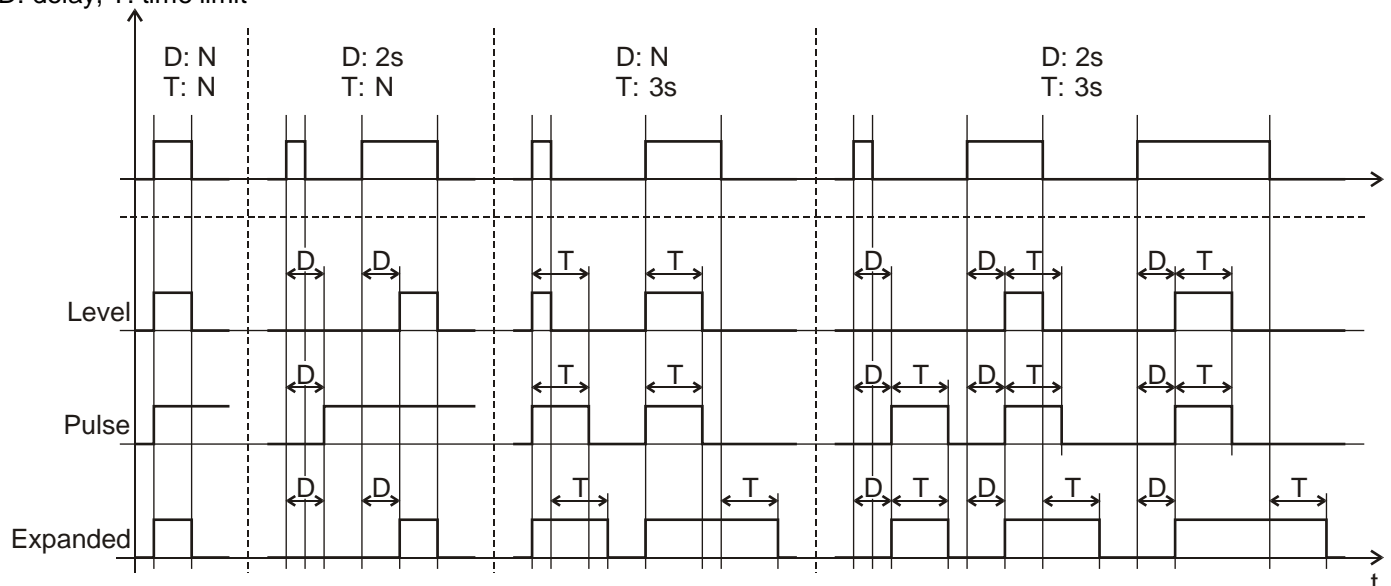 D: delay, T: time limit
D: N D: 2s D: N D: 2s
T: N T: N T: 3s T: 3s
D D T T D D T D T
Level
D T T D T D T D T
Pulse
D D T T D T D T D T
Expanded
t